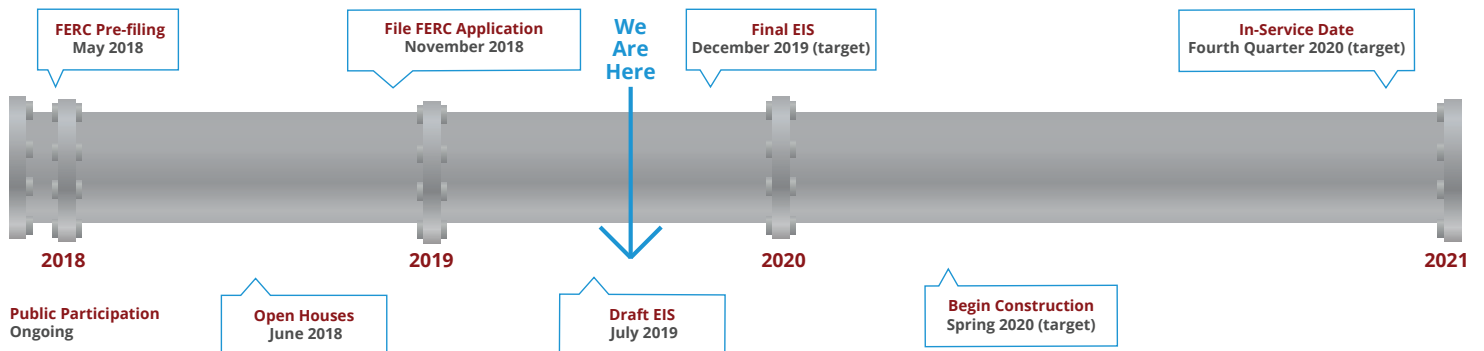 FERC Pre-filing
May 2018
File FERC Application
November 2018
We
Are
Here
Final EIS
December 2019 (target)
In-Service Date
Fourth Quarter 2020 (target)
2018
2019
2020
2021
Public Participation
Ongoing
Open Houses
June 2018
Draft EIS
July 2019
Begin Construction
Spring 2020 (target)